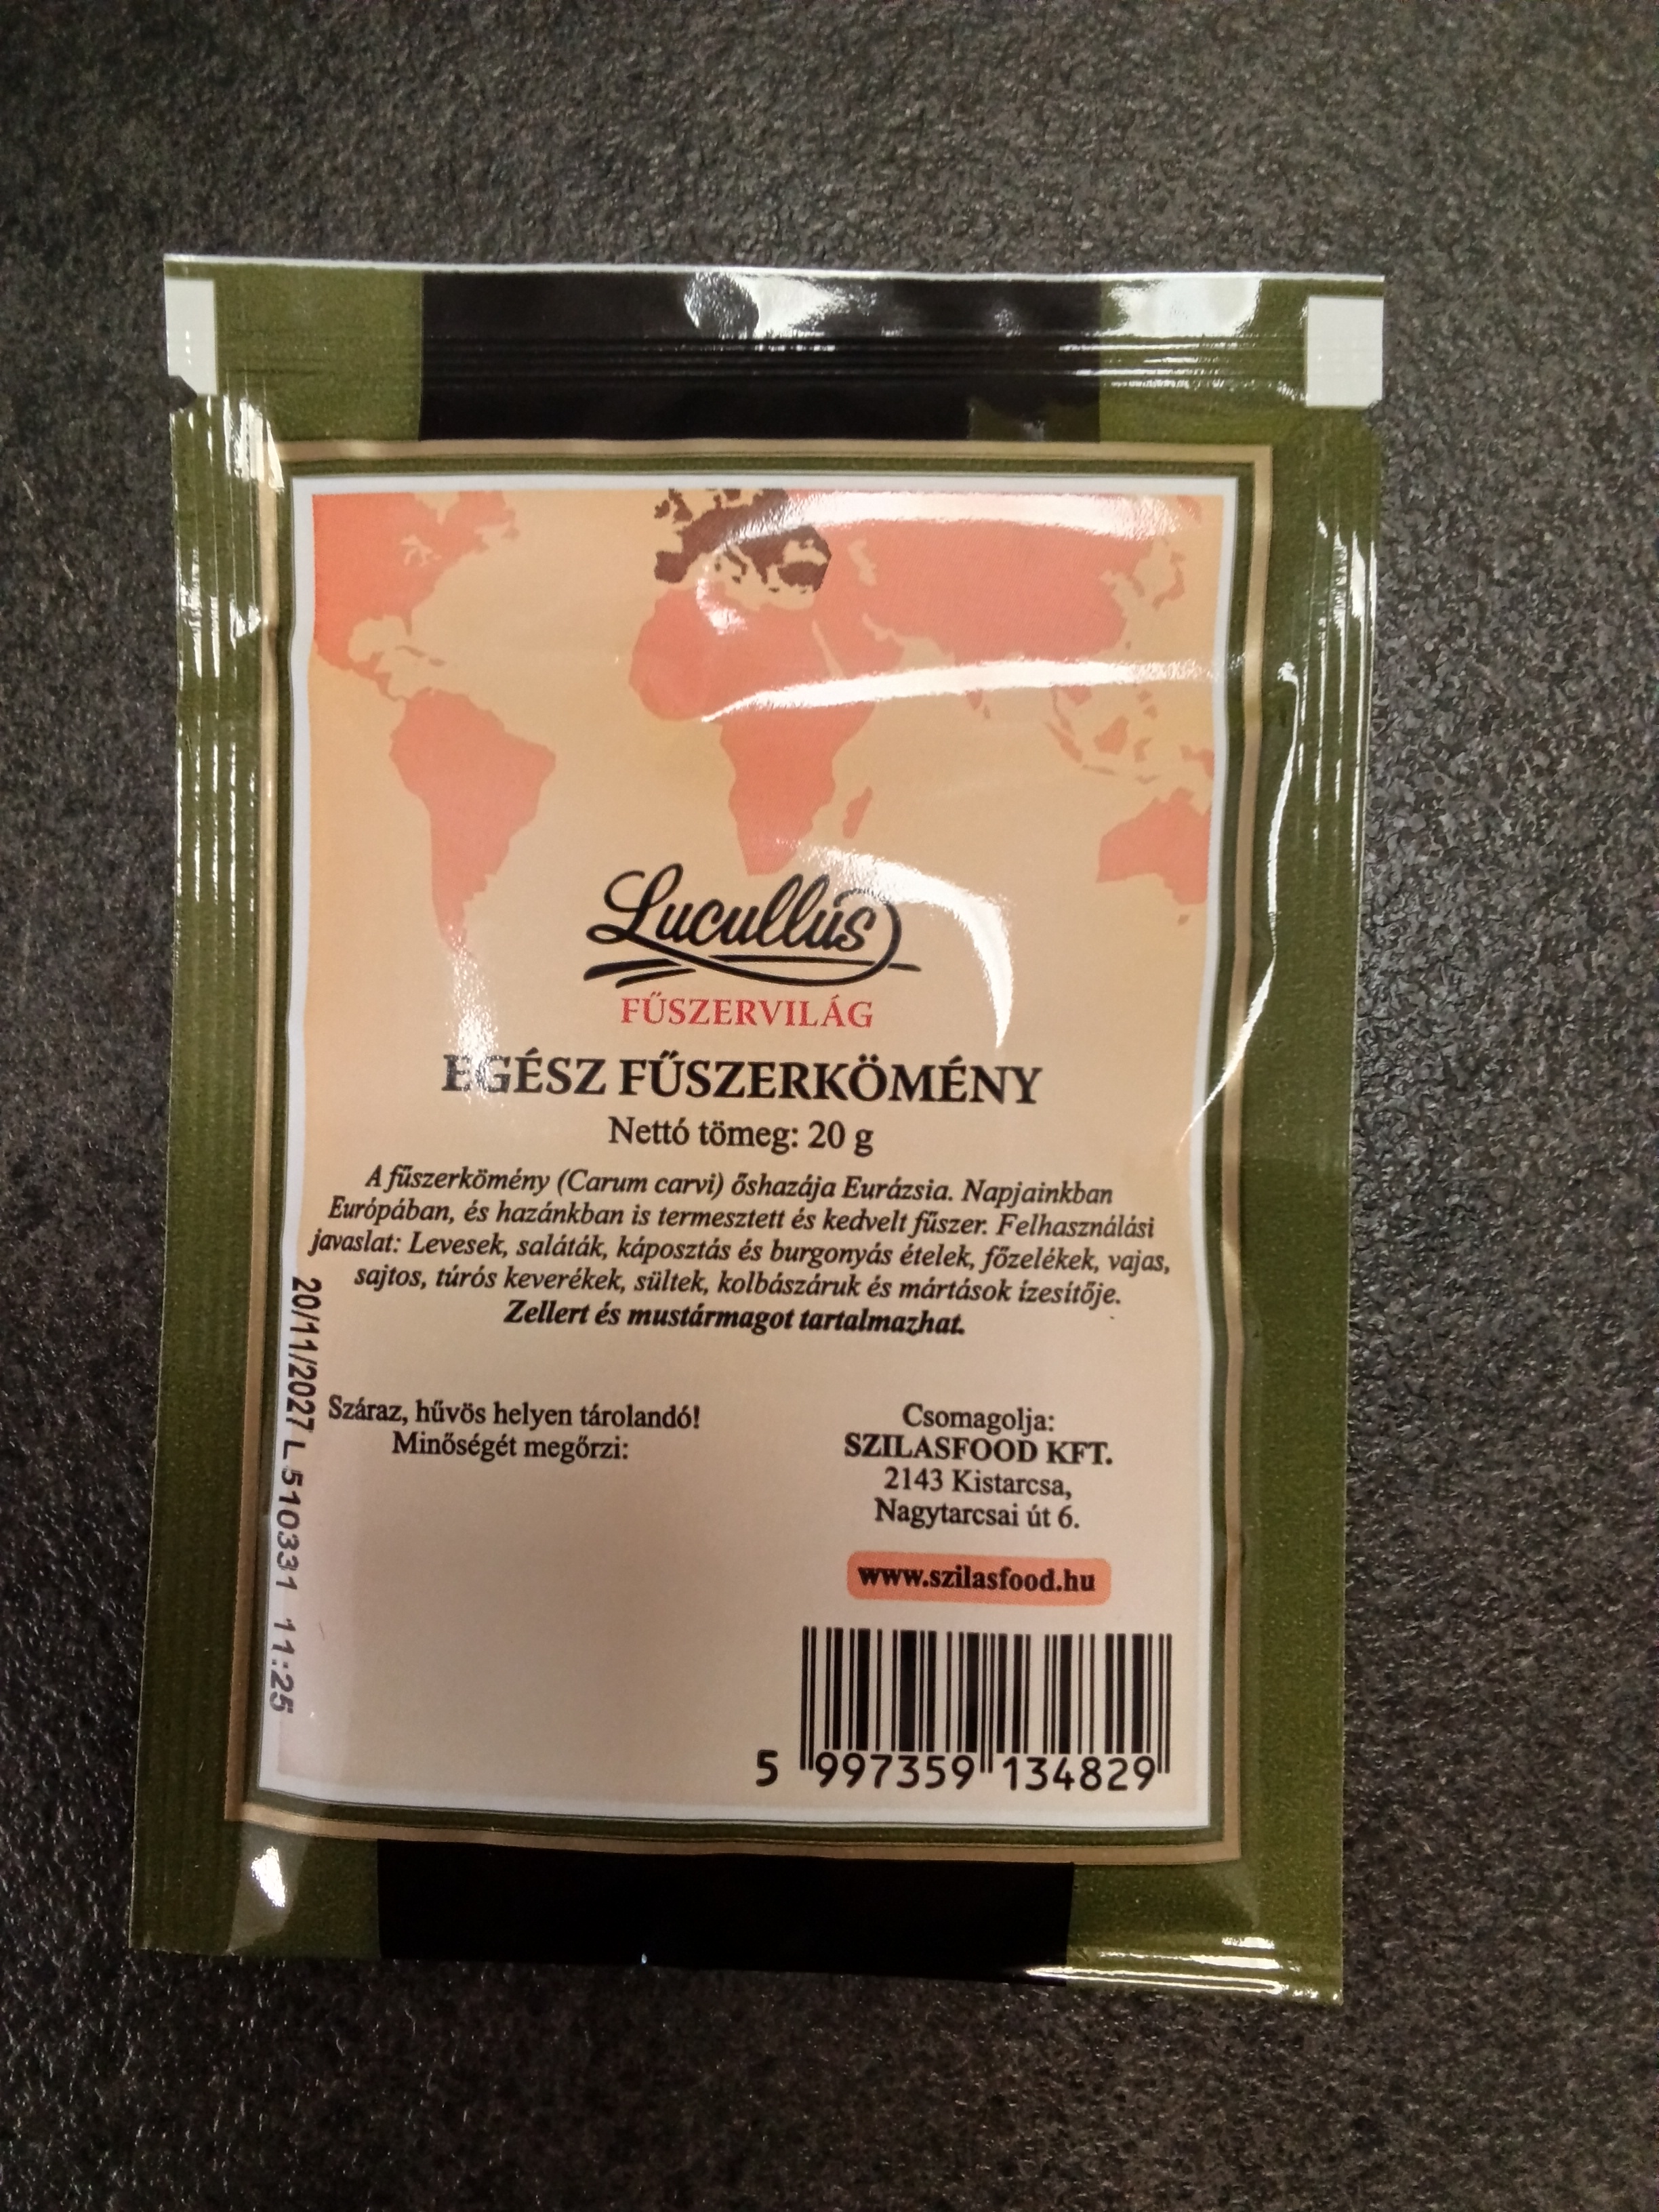 Lucullus
FŰSZERVILÁG
EGÉSZ FŰSZERKÖMÉNY
Nettó tömeg: 20 g
A fűszerkömény (Carum carvi) őshazája Eurázsia. Napjainkban
Európában, és hazánkban is termesztett és kedvelt fűszer. Felhasználási
javaslat: Levesek, saláták, káposztás és burgonyás ételek, főzelékek, vajas,
sajtos, túrós keverékek, sültek, kolbászáruk és mártások ízesítője.
Zellert és mustármagot tartalmazhat.
20/11/2027 L 510331 11:25
Száraz, hűvös helyen tárolandó!
Minőségét megőrzi:
Csomagolja:
SZILASFOOD KFT.
2143 Kistarcsa,
Nagytarcsai út 6.
www.szilasfood.hu
5 997359 134829